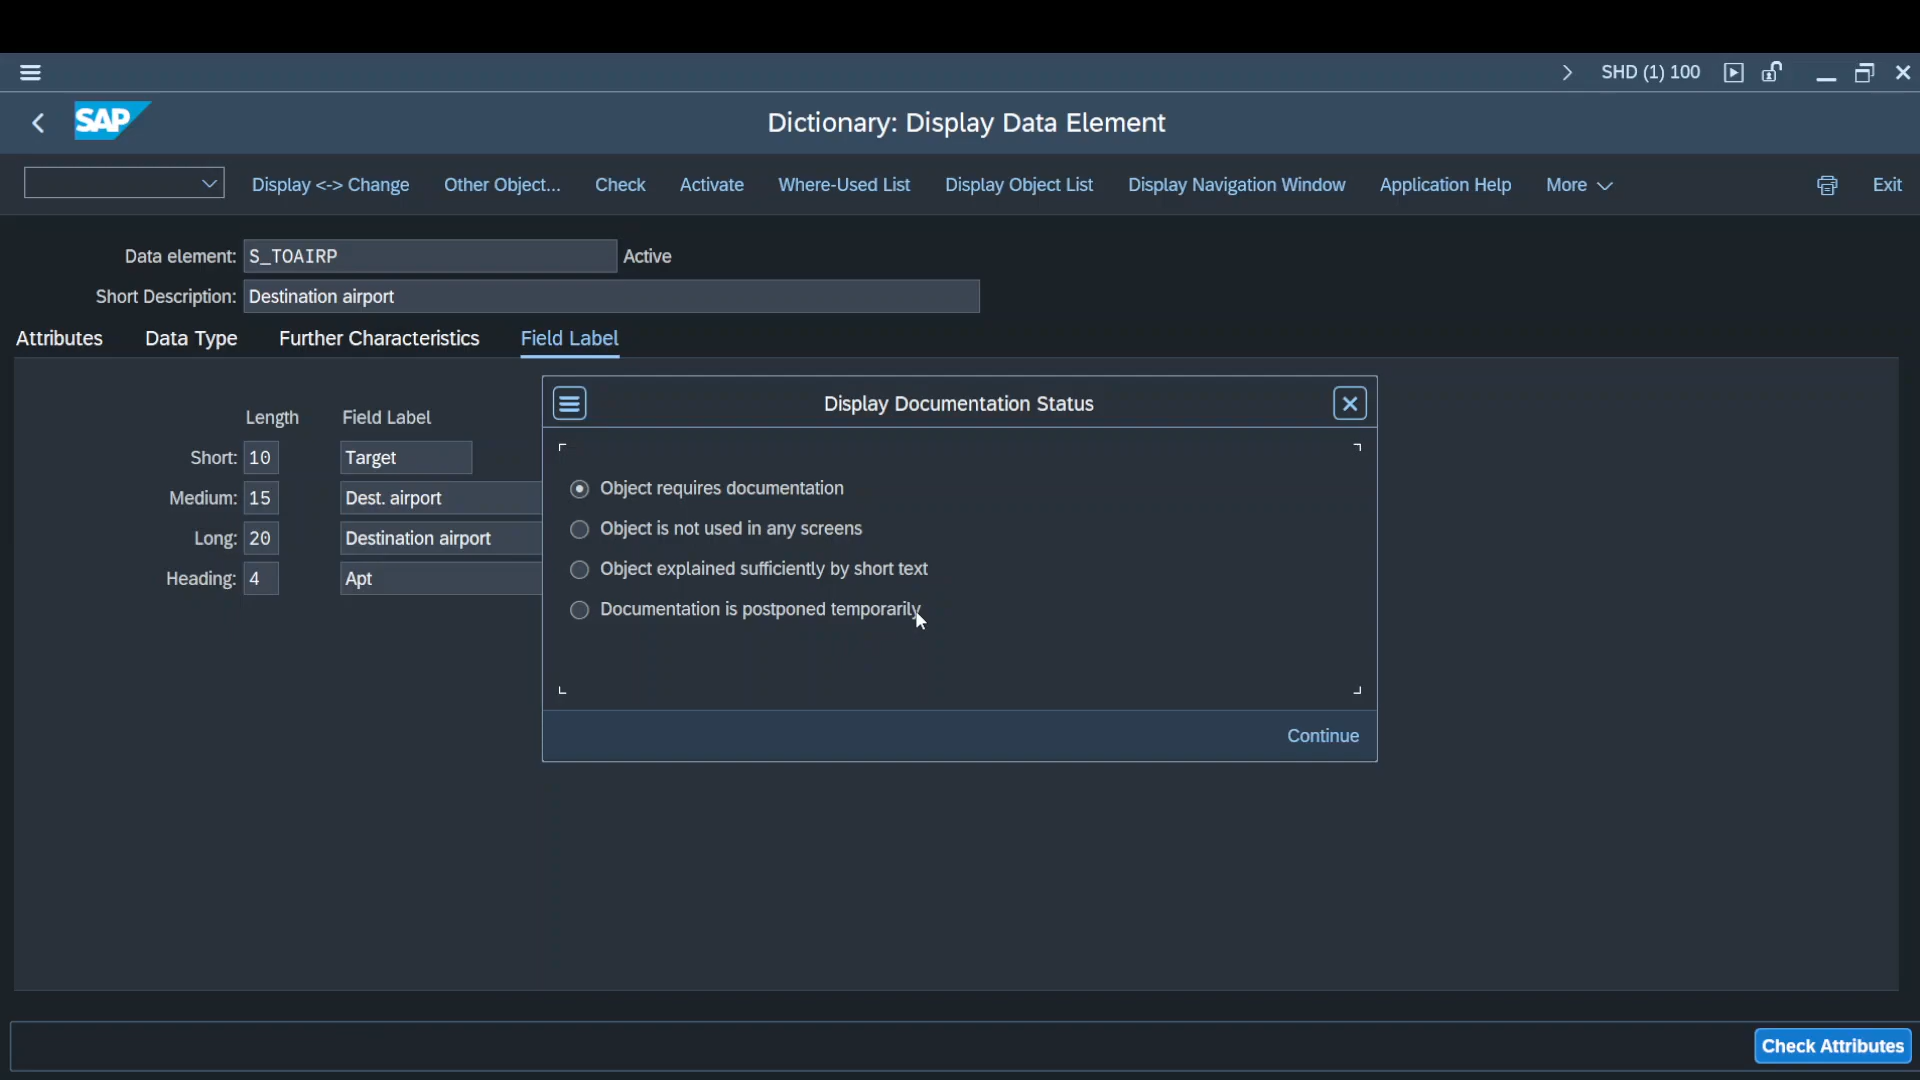 SHD (1) 100
SAP
Dictionary: Display Data Element
Display <-> Change Other Object... Check Activate Where-Used List Display Object List Display Navigation Window Application Help More Exit
Data element: S_TOAIRP Active
Short Description: Destination airport
Attributes Data Type Further Characteristics Field Label
Length Field Label
Short: 10 Target
Medium: 15 Dest. airport
Long: 20 Destination airport
Heading: 4 Apt
Display Documentation Status
Object requires documentation
Object is not used in any screens
Object explained sufficiently by short text
Documentation is postponed temporarily
Continue
Check Attributes